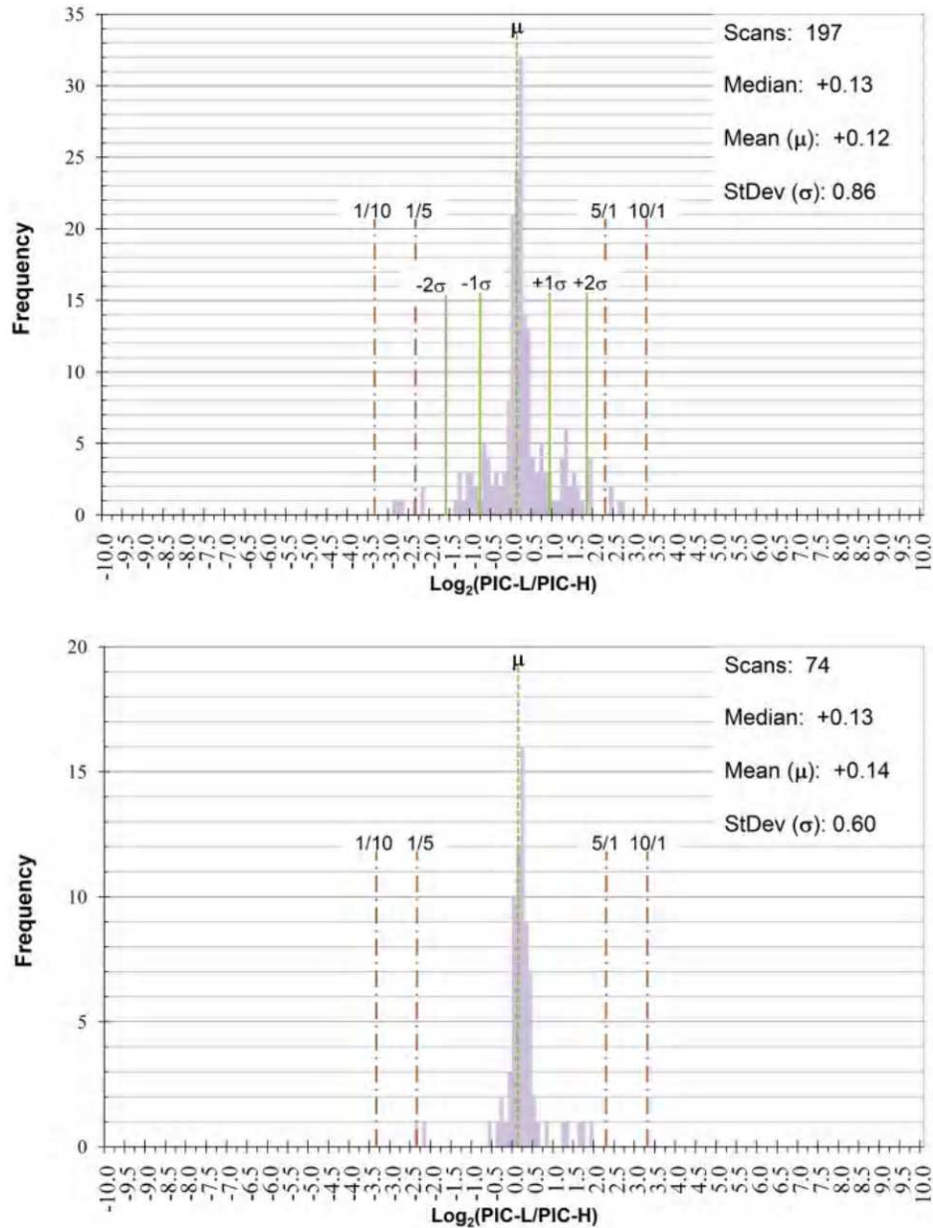 35
30
25
20
15
10
5
0
Frequency
μ
Scans: 197
Median: +0.13
Mean (μ): +0.12
StDev (σ): 0.86
1/10 1/5 5/1 10/1
-2σ -1σ +1σ +2σ
-10.0 -9.5 -9.0 -8.5 -8.0 -7.5 -7.0 -6.5 -6.0 -5.5 -5.0 -4.5 -4.0 -3.5 -3.0 -2.5 -2.0 -1.5 -1.0 -0.5 -0.0 0.5 1.0 1.5 2.0 2.5 3.0 3.5 4.0 4.5 5.0 5.5 6.0 6.5 7.0 7.5 8.0 8.5 9.0 9.5 10.0
Log₂(PIC-L/PIC-H)
20
15
10
5
0
Frequency
μ
Scans: 74
Median: +0.13
Mean (μ): +0.14
StDev (σ): 0.60
1/10 1/5 5/1 10/1
-10.0 -9.5 -9.0 -8.5 -8.0 -7.5 -7.0 -6.5 -6.0 -5.5 -5.0 -4.5 -4.0 -3.5 -3.0 -2.5 -2.0 -1.5 -1.0 -0.5 -0.0 0.5 1.0 1.5 2.0 2.5 3.0 3.5 4.0 4.5 5.0 5.5 6.0 6.5 7.0 7.5 8.0 8.5 9.0 9.5 10.0
Log₂(PIC-L/PIC-H)